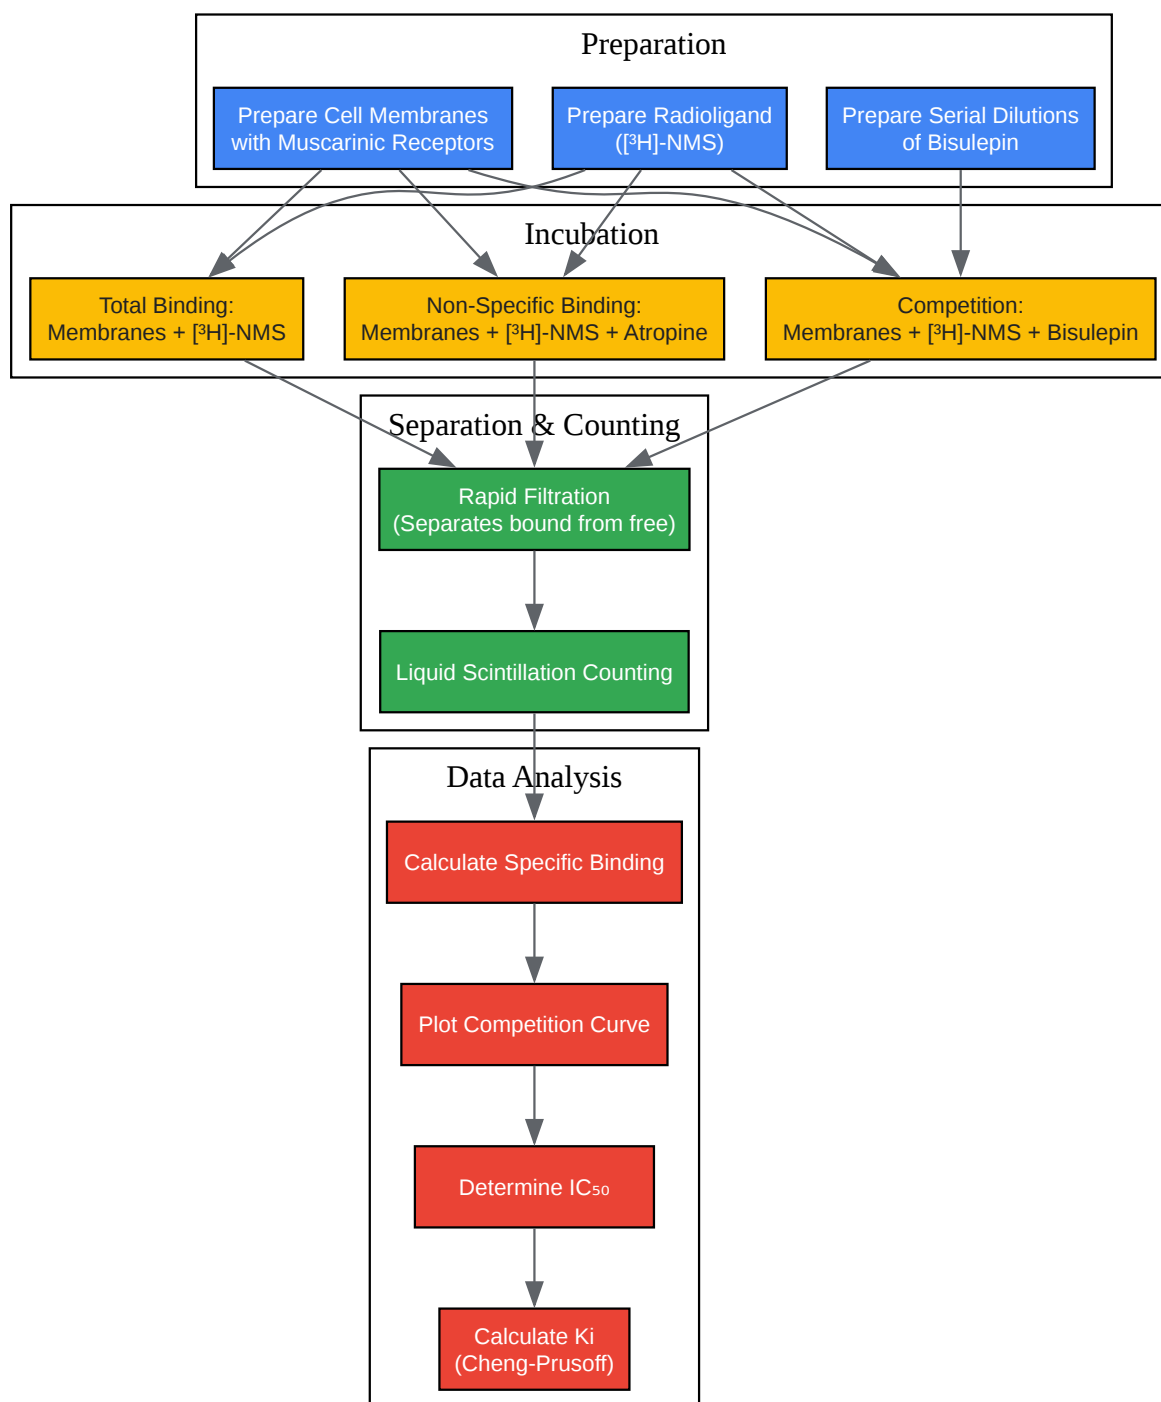 Preparation
Prepare Cell Membranes
with Muscarinic Receptors
Prepare Radioligand
([³H]-NMS)
Prepare Serial Dilutions
of Bisulepin
Incubation
Total Binding:
Membranes + [³H]-NMS
Non-Specific Binding:
Membranes + [³H]-NMS + Atropine
Competition:
Membranes + [³H]-NMS + Bisulepin
Separation & Counting
Rapid Filtration
(Separates bound from free)
Liquid Scintillation Counting
Data Analysis
Calculate Specific Binding
Plot Competition Curve
Determine IC₅₀
Calculate Ki
(Cheng-Prusoff)